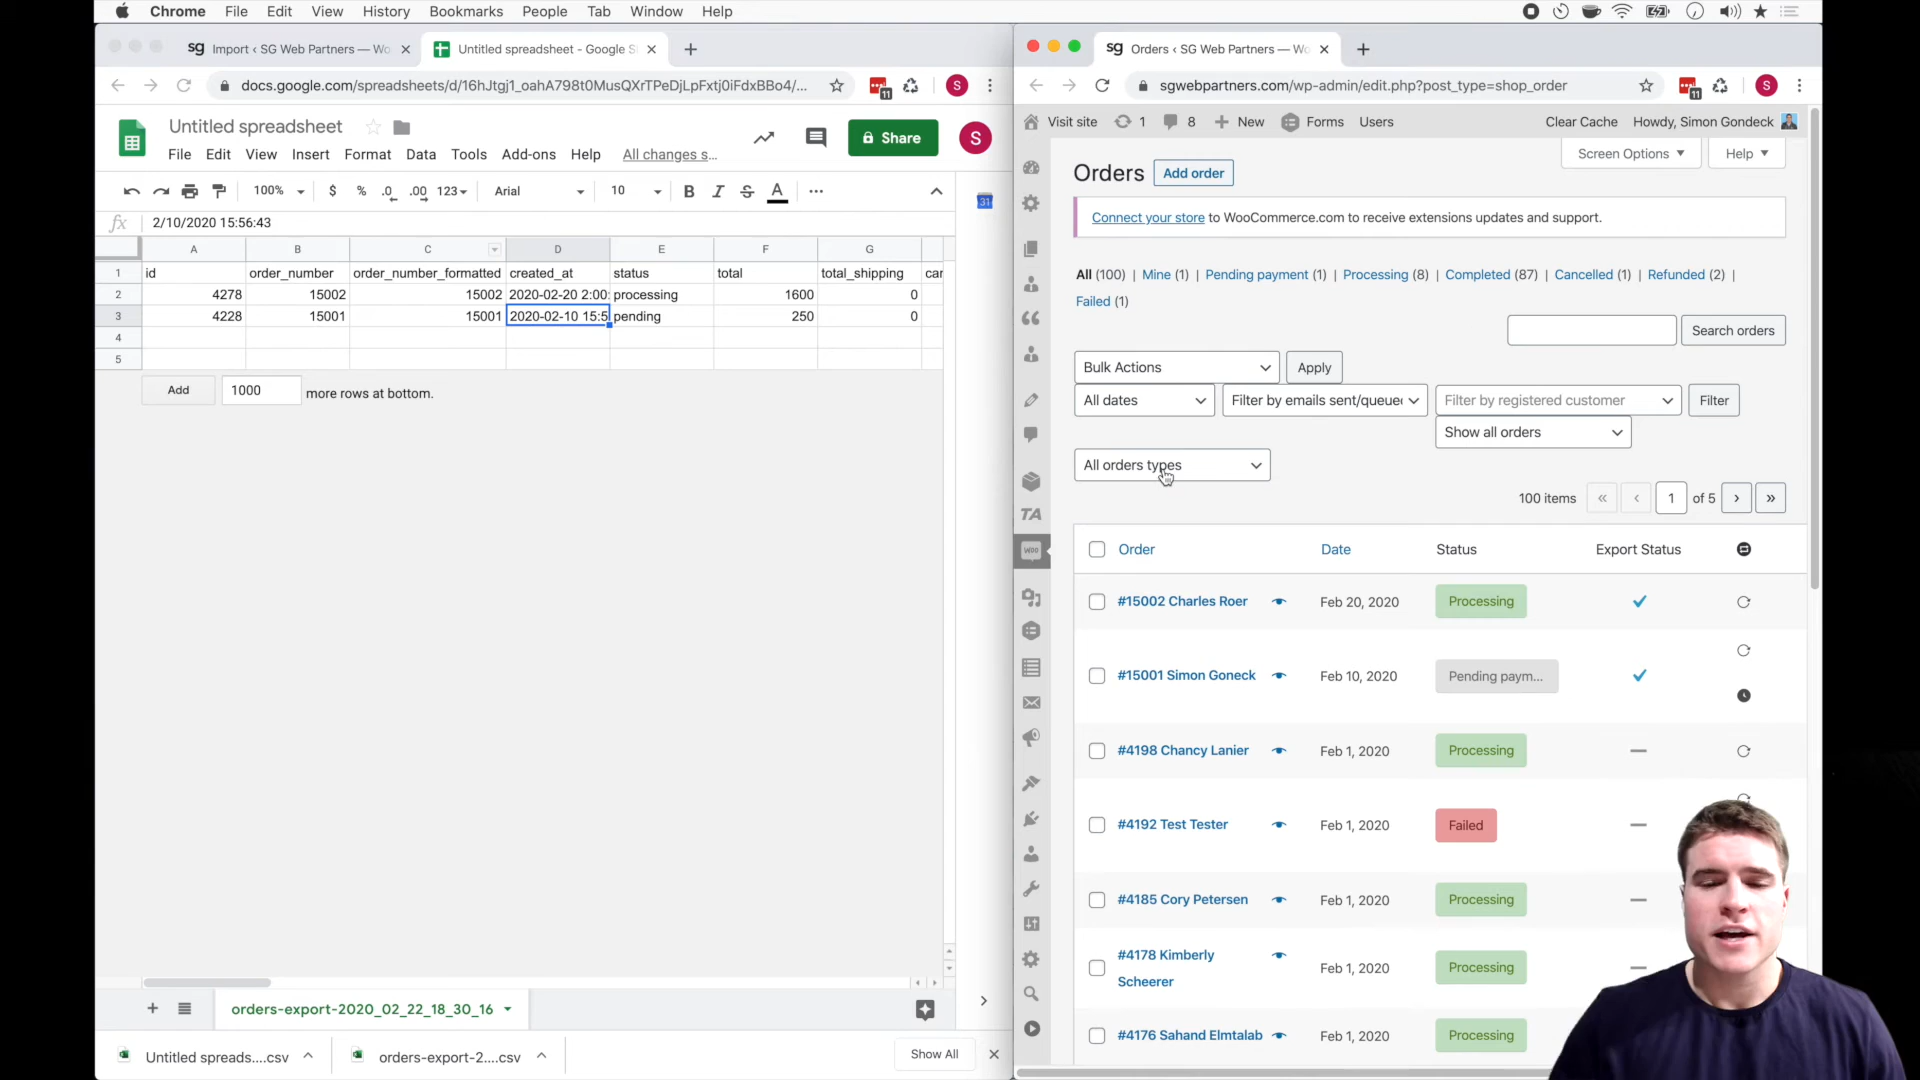 Chrome File Edit View History Bookmarks People Tab Window Help
sg Import ‹ SG Web Partners — Wo
Untitled spreadsheet - Google S
docs.google.com/spreadsheets/d/16hJtgj1_oahA798t0MusQXrTPeDjLpFxtj0iFdxBBo4/...
11
S
Untitled spreadsheet
File Edit View Insert Format Data Tools Add-ons Help All changes s...
Share
S
100% $ % .0 .00 123 Arial 10 B I S A
31
fx 2/10/2020 15:56:43
A B C D E F G
1 id order_number order_number_formatted created_at status total total_shipping car
2 4278 15002 15002 2020-02-20 2:00: processing 1600 0
3 4228 15001 15001 2020-02-10 15:5 pending 250 0
4
5
Add 1000 more rows at bottom.
orders-export-2020_02_22_18_30_16
Untitled spreads....csv
orders-export-2....csv
Show All
sg Orders ‹ SG Web Partners — Wo
sgwebpartners.com/wp-admin/edit.php?post_type=shop_order
11
S
Visit site 1 8 New Forms Users Clear Cache Howdy, Simon Gondeck
Screen Options Help
Orders Add order
Connect your store to WooCommerce.com to receive extensions updates and support.
All (100) | Mine (1) | Pending payment (1) | Processing (8) | Completed (87) | Cancelled (1) | Refunded (2) |
Failed (1)
Search orders
Bulk Actions Apply
All dates Filter by emails sent/queued Filter by registered customer Filter
Show all orders
All orders types
100 items « ‹ 1 of 5 › »
TA
WOO
Order Date Status Export Status
#15002 Charles Roer Feb 20, 2020 Processing
#15001 Simon Goneck Feb 10, 2020 Pending paym...
#4198 Chancy Lanier Feb 1, 2020 Processing
#4192 Test Tester Feb 1, 2020 Failed
#4185 Cory Petersen Feb 1, 2020 Processing
#4178 Kimberly
Scheerer Feb 1, 2020 Processing
#4176 Sahand Elmtalab Feb 1, 2020 Processing